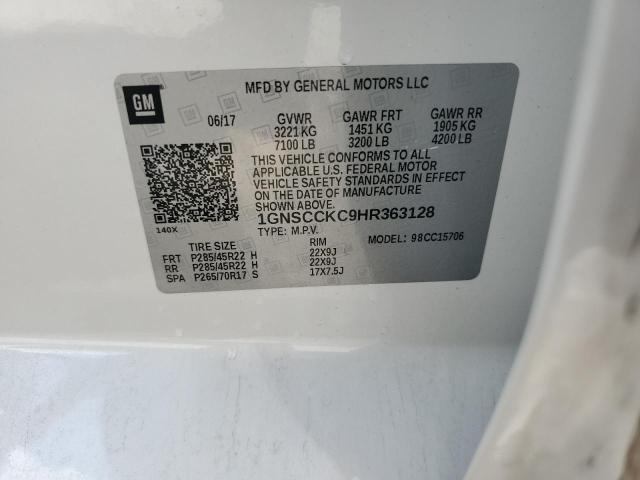 MFD BY GENERAL MOTORS LLC
GM
06/17 GVWR GAWR FRT GAWR RR
3221 KG 1451 KG 1905 KG
7100 LB 3200 LB 4200 LB
THIS VEHICLE CONFORMS TO ALL
APPLICABLE U.S. FEDERAL MOTOR
VEHICLE SAFETY STANDARDS IN EFFECT
ON THE DATE OF MANUFACTURE
SHOWN ABOVE.
1GNSCCKC9HR363128
140X
TYPE: M.P.V. MODEL: 98CC15706
TIRE SIZE RIM
FRT P285/45R22 H 22X9J
RR P285/45R22 H 22X9J
SPA P265/70R17 S 17X7.5J